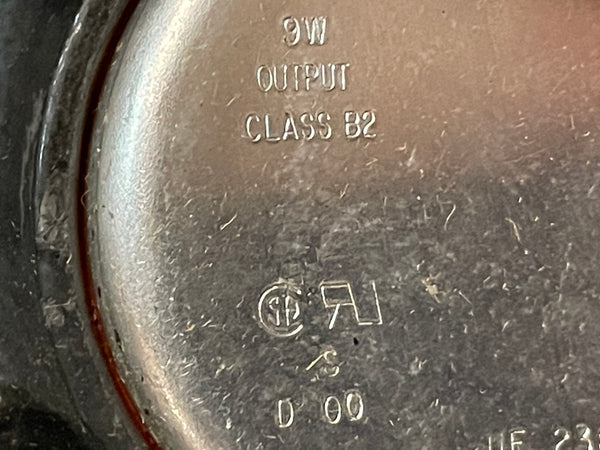 9W
OUTPUT
CLASS B2
S
D 00